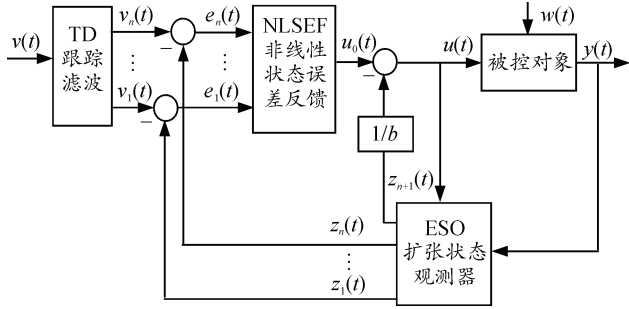 v(t)
TD
跟踪
滤波
vn(t)
⋮
v1(t)
−
−
en(t)
⋮
e1(t)
NLSEF
非线性
状态误
差反馈
u0(t)
−
u(t)
w(t)
被控对象
y(t)
1/b
zn+1(t)
ESO
扩张状态
观测器
zn(t)
⋮
z1(t)